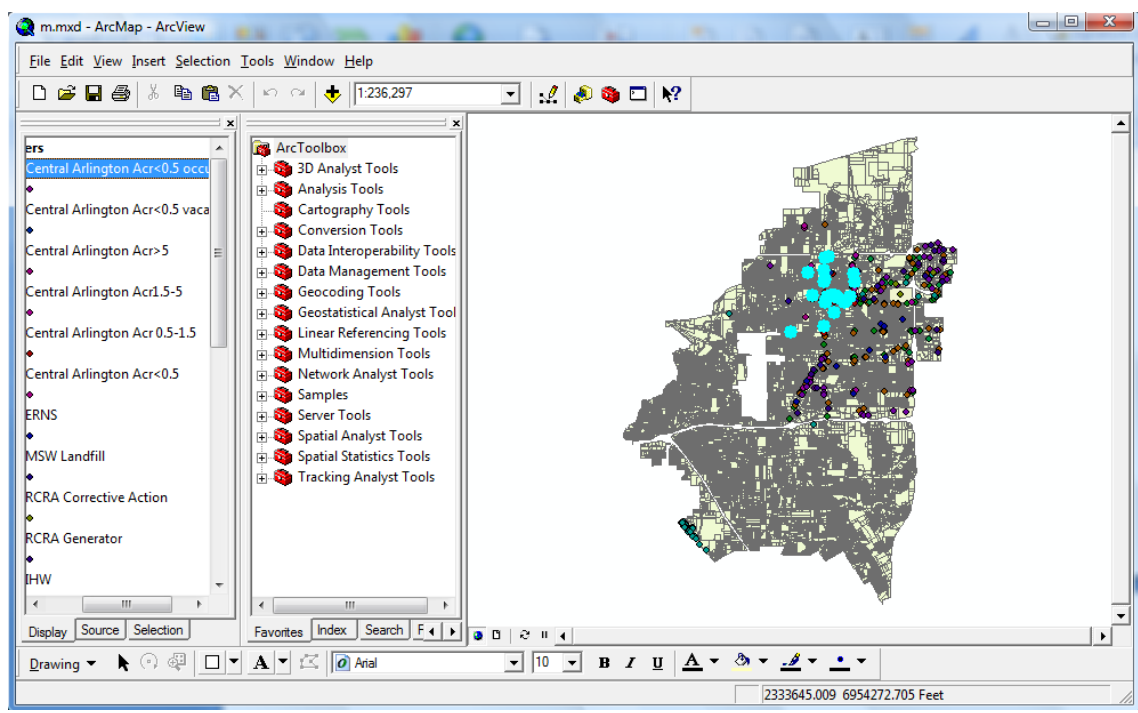 m.mxd - ArcMap - ArcView
File Edit View Insert Selection Tools Window Help
1:236,297
ers
Central Arlington Acr<0.5 occu
Central Arlington Acr<0.5 vaca
Central Arlington Acr>5
Central Arlington Acr1.5-5
Central Arlington Acr 0.5-1.5
Central Arlington Acr<0.5
ERNS
MSW Landfill
RCRA Corrective Action
RCRA Generator
IHW
Display Source Selection
ArcToolbox
3D Analyst Tools
Analysis Tools
Cartography Tools
Conversion Tools
Data Interoperability Tools
Data Management Tools
Geocoding Tools
Geostatistical Analyst Tool
Linear Referencing Tools
Multidimension Tools
Network Analyst Tools
Samples
Server Tools
Spatial Analyst Tools
Spatial Statistics Tools
Tracking Analyst Tools
Favorites Index Search F
Drawing A Arial 10 B I U A
2333645.009 6954272.705 Feet